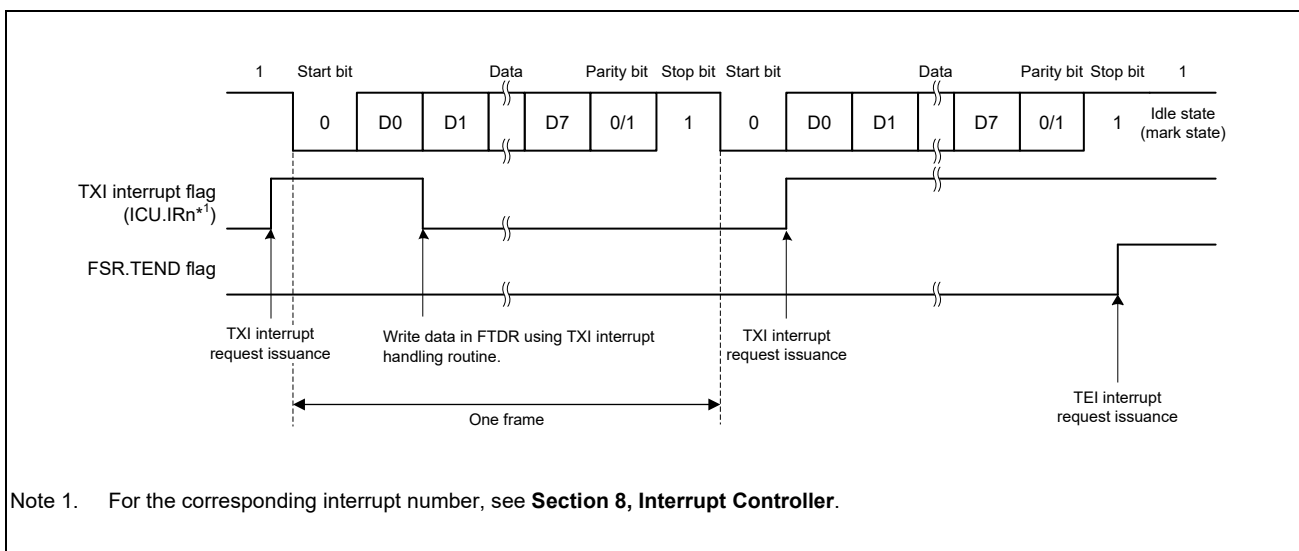 1 Start bit Data Parity bit Stop bit Start bit Data Parity bit Stop bit 1
0 D0 D1 D7 0/1 1 0 D0 D1 D7 0/1 1 Idle state
(mark state)
TXI interrupt flag
(ICU.IRn*1)
FSR.TEND flag
TXI interrupt
request issuance
Write data in FTDR using TXI interrupt
handling routine.
TXI interrupt
request issuance
TEI interrupt
request issuance
One frame
Note 1. For the corresponding interrupt number, see Section 8, Interrupt Controller.